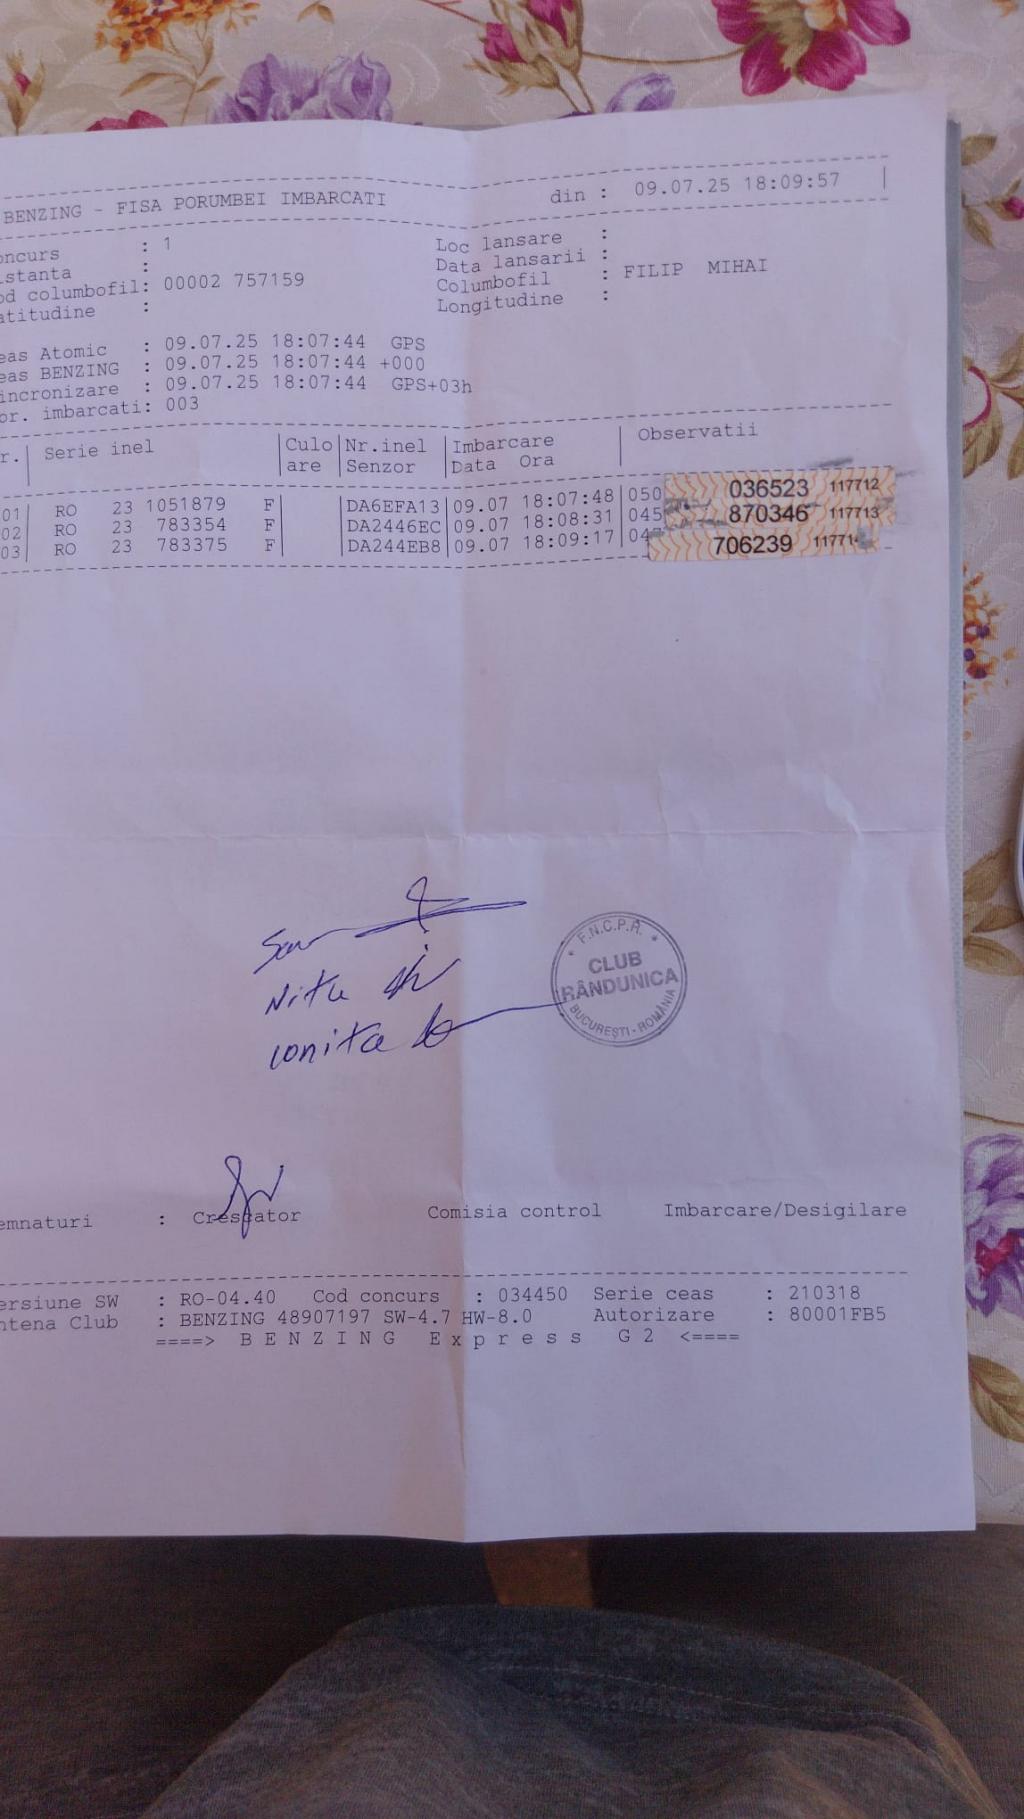 BENZING - FISA PORUMBEI IMBARCATI din : 09.07.25 18:09:57
oncurs : 1 Loc lansare :
istanta : Data lansarii :
od columbofil: 00002 757159 Columbofil : FILIP MIHAI
atitudine : Longitudine :
eas Atomic : 09.07.25 18:07:44 GPS
eas BENZING : 09.07.25 18:07:44 +000
incronizare : 09.07.25 18:07:44 GPS+03h
or. imbarcati: 003
r.| Serie inel |Culo|Nr.inel |Imbarcare | Observatii
|are |Senzor |Data Ora |
01| RO 23 1051879 F| |DA6EFA13|09.07 18:07:48|050 036523 117712
02| RO 23 783354 F| |DA2446EC|09.07 18:08:31|045 870346 117713
03| RO 23 783375 F| |DA244EB8|09.07 18:09:17|04 706239 11771
Nitu
ionita
F.N.C.P.R.
CLUB
RÂNDUNICA
BUCUREȘTI - ROMÂNIA
emnaturi : Crescator Comisia control Imbarcare/Desigilare
ersiune SW : RO-04.40 Cod concurs : 034450 Serie ceas : 210318
ntena Club : BENZING 48907197 SW-4.7 HW-8.0 Autorizare : 80001FB5
====> B E N Z I N G E x p r e s s G 2 <====